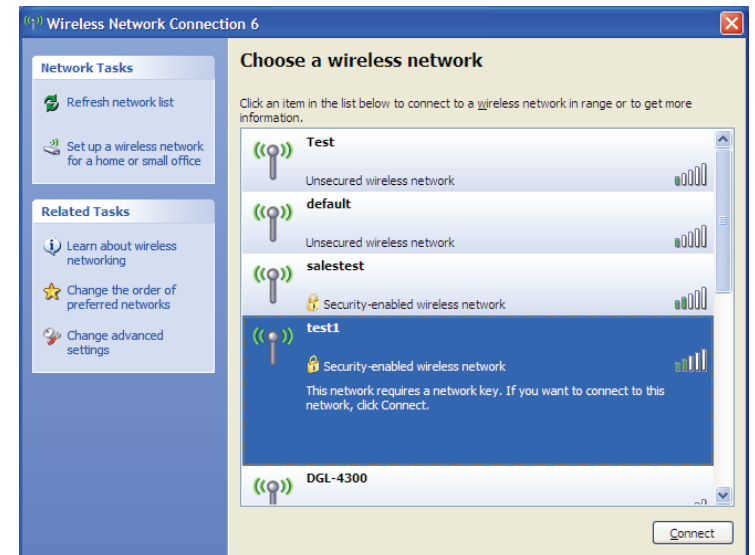 Wireless Network Connection 6
Network Tasks
Refresh network list
Set up a wireless network
for a home or small office
Related Tasks
Learn about wireless
networking
Change the order of
preferred networks
Change advanced
settings
Choose a wireless network
Click an item in the list below to connect to a wireless network in range or to get more
information.
Test
Unsecured wireless network
default
Unsecured wireless network
salestest
Security-enabled wireless network
test1
Security-enabled wireless network
This network requires a network key. If you want to connect to this
network, click Connect.
DGL-4300
Connect